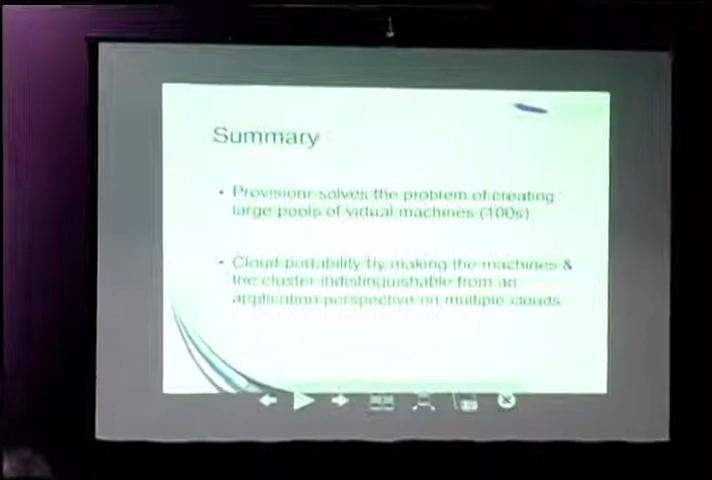 Summary
• Provisionr solves the problem of creating
large pools of virtual machines (100s)
• Cloud portability by making the machines &
the cluster indistinguishable from an
application perspective on multiple clouds.